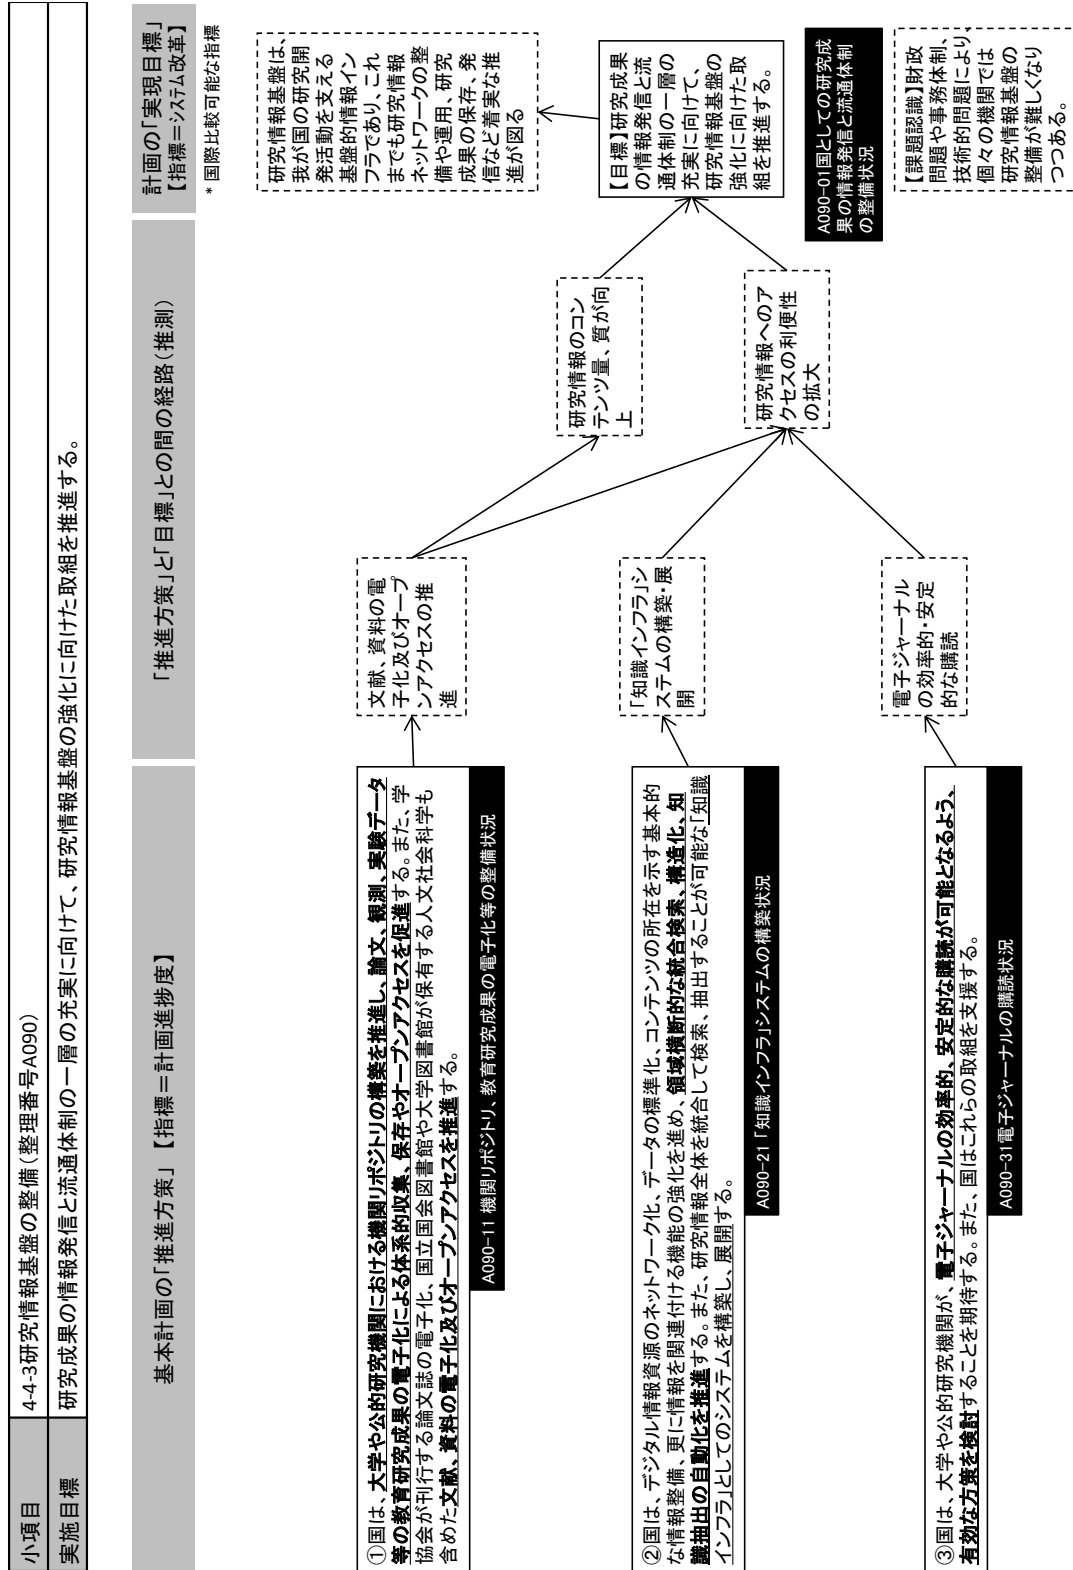 小項目
4-4-3研究情報基盤の整備（整理番号A090）
実施目標
研究成果の情報発信と流通体制の一層の充実に向けて、研究情報基盤の強化に向けた取組を推進する。
基本計画の「推進方策」【指標＝計画進捗度】
「推進方策」と「目標」との間の経路（推測）
計画の「実現目標」
【指標＝システム改革】
*国際比較可能な指標
①国は、大学や公的研究機関における機関リポジトリの構築を推進し、論文、観測、実験データ
等の教育研究成果の電子化による体系的収集、保存やオープンアクセスを促進する。また、学
協会が刊行する論文誌の電子化、国立国会図書館や大学図書館が保有する人文社会科学も
含めた文献、資料の電子化及びオープンアクセスを推進する。
A090-11 機関リポジトリ、教育研究成果の電子化等の整備状況
②国は、デジタル情報資源のネットワーク化、データの標準化、コンテンツの所在を示す基本的
な情報整備、更に情報を関連付ける機能の強化を進め、領域横断的な統合検索、構造化、知
識抽出の自動化を推進する。また、研究情報全体を統合して検索、抽出することが可能な「知識
インフラ」としてのシステムを構築し、展開する。
A090-21 「知識インフラ」システムの構築状況
③国は、大学や公的研究機関が、電子ジャーナルの効率的、安定的な購読が可能となるよう、
有効な方策を検討することを期待する。また、国はこれらの取組を支援する。
A090-31電子ジャーナルの購読状況
文献、資料の電
子化及びオープ
ンアクセスの推
進
「知識インフラ」シ
ステムの構築・展
開
電子ジャーナル
の効率的・安定
的な購読
研究情報のコン
テンツ量、質が向
上
研究情報へのア
クセスの利便性
の拡大
研究情報基盤は、
我が国の研究開
発活動を支える
基盤的情報イン
フラであり、これ
までも研究情報
ネットワークの整
備や運用、研究
成果の保存、発
信など着実な推
進が図る
【目標】研究成果
の情報発信と流
通体制の一層の
充実に向けて、
研究情報基盤の
強化に向けた取
組を推進する。
A090-01国としての研究成
果の情報発信と流通体制
の整備状況
【課題認識】財政
問題や事務体制、
技術的問題により、
個々の機関では
研究情報基盤の
整備が難しくなり
つつある。